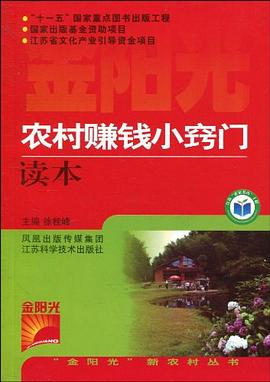 • "十一五"国家重点图书出版工程
• 国家出版基金资助项目
• 江苏省文化产业引导资金项目
金阳光
农村赚钱小窍门
读本
主编 徐桂峰
凤凰出版传媒集团
江苏科学技术出版社
金阳光
"金阳光"新农村丛书